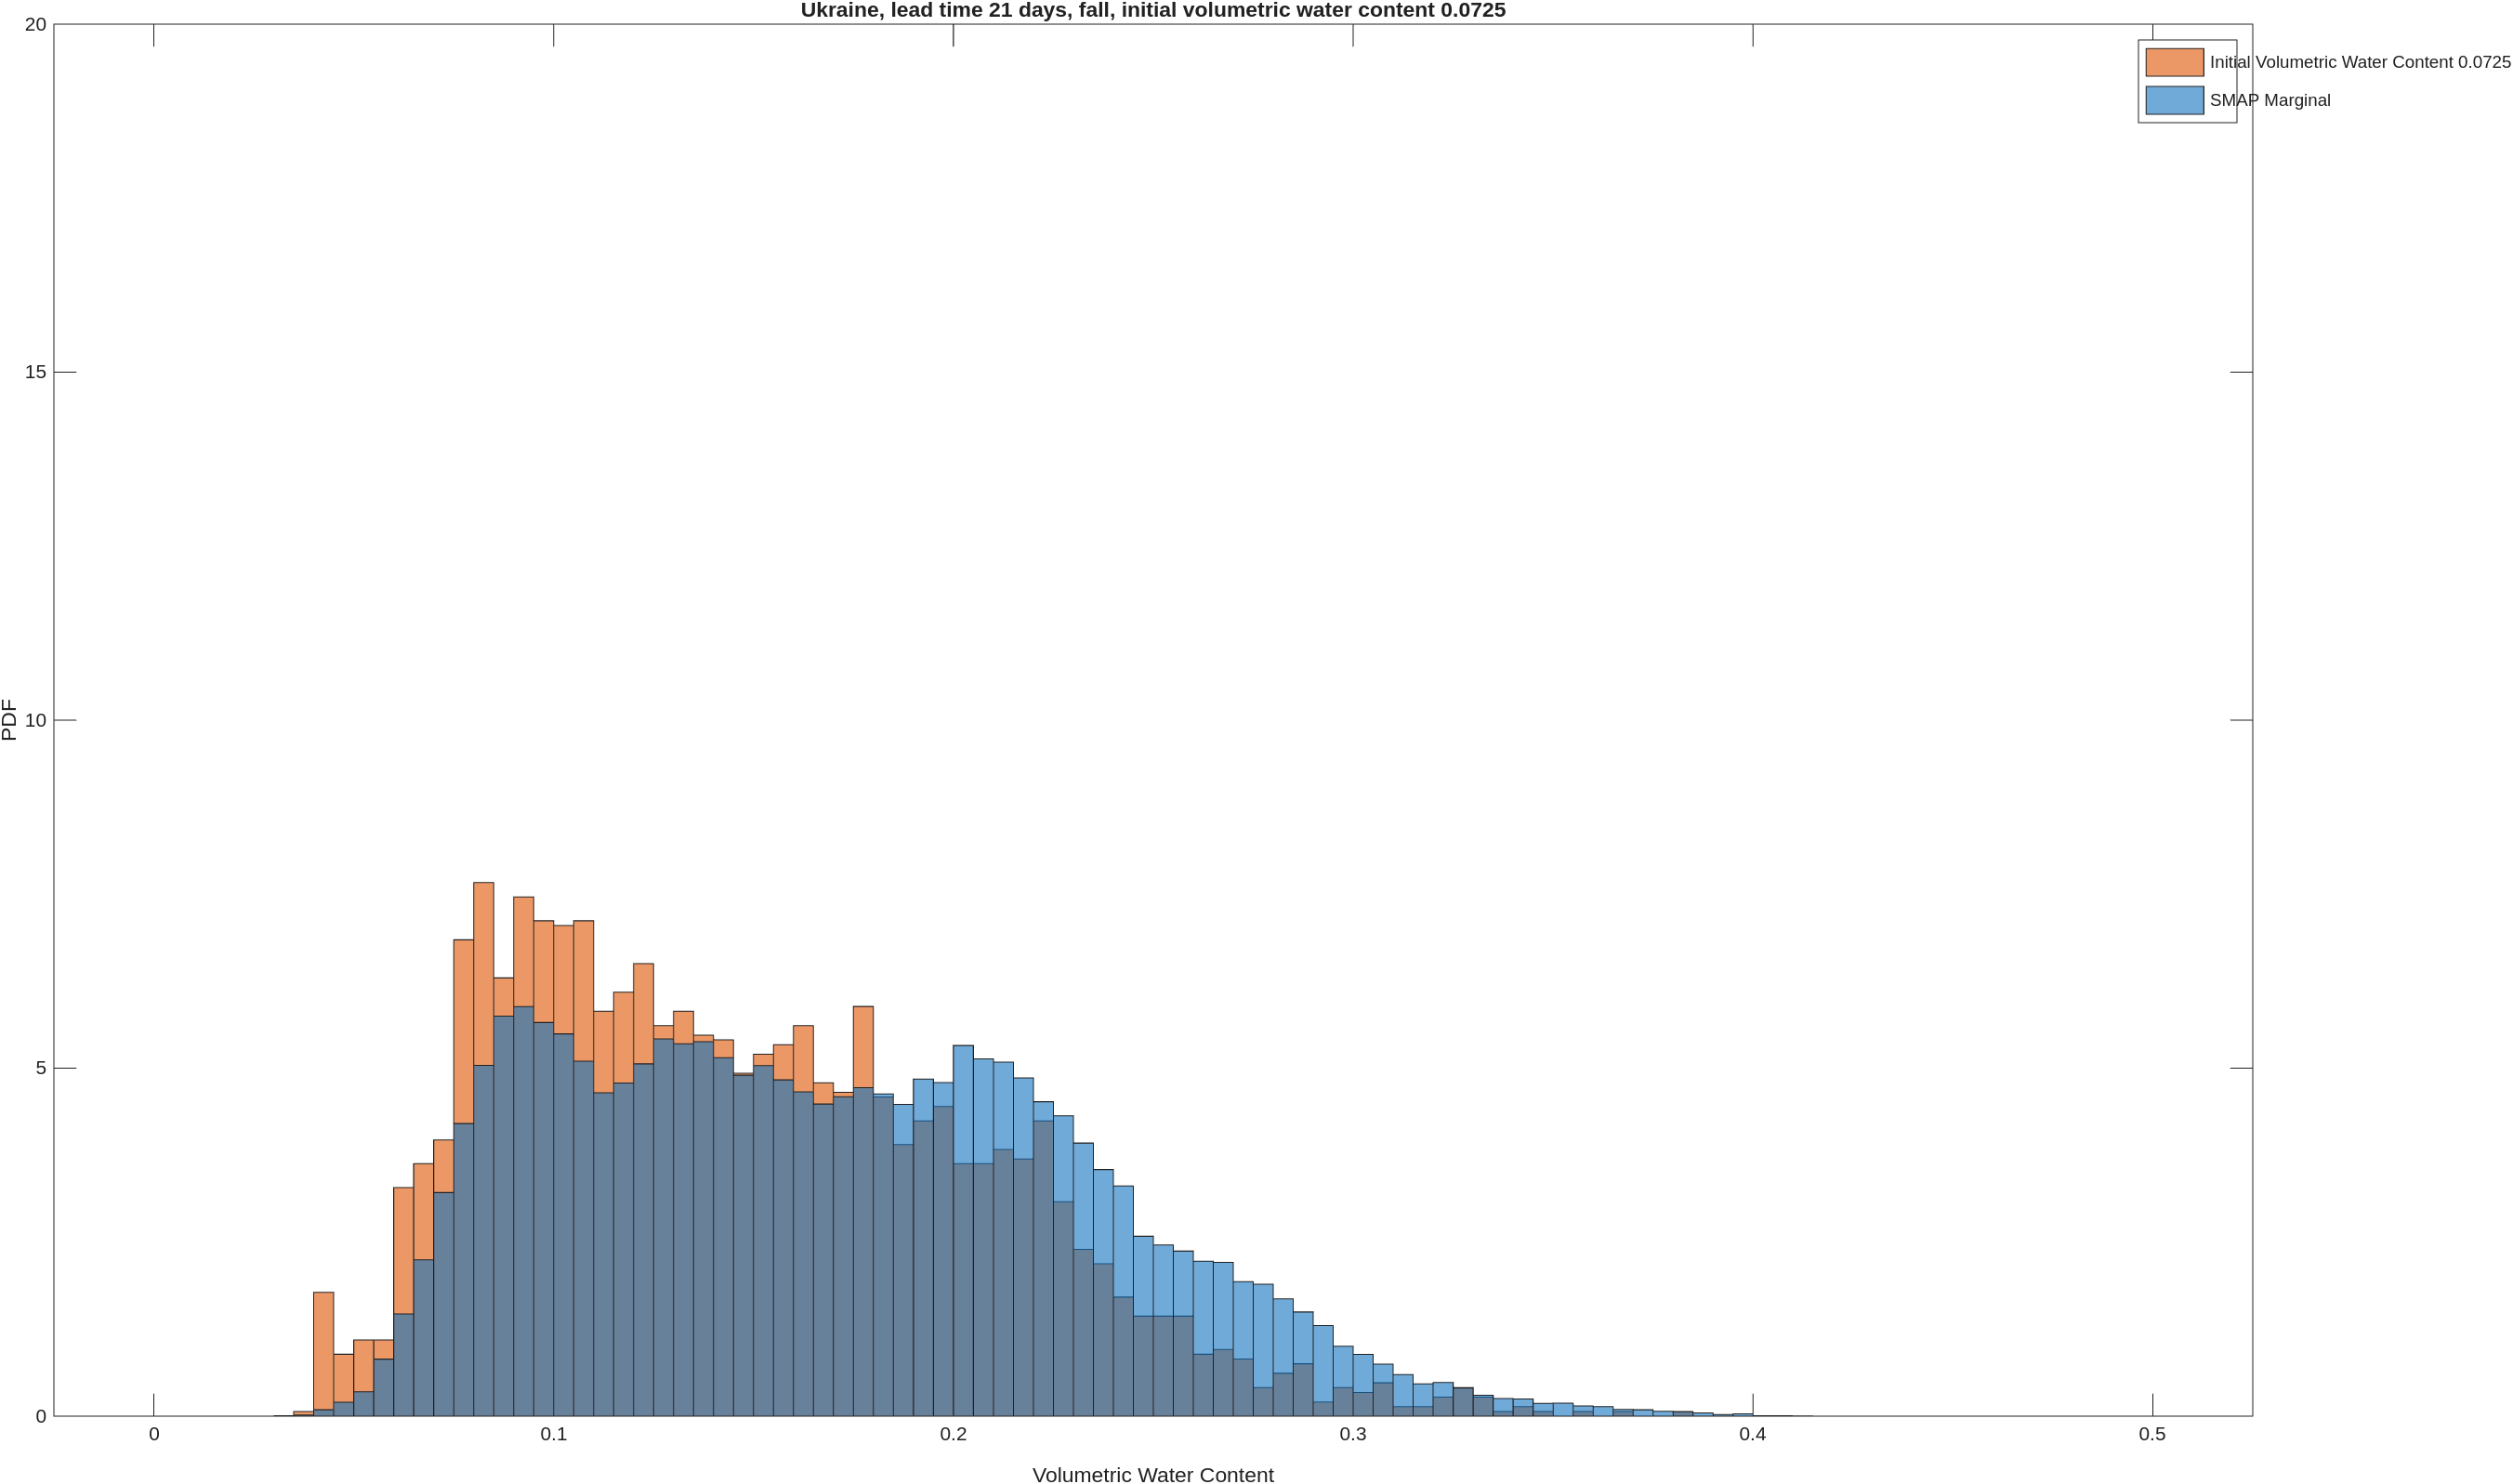 Ukraine, lead time 21 days, fall, initial volumetric water content 0.0725
20
15
10
5
0
PDF
Initial Volumetric Water Content 0.0725
SMAP Marginal
0 0.1 0.2 0.3 0.4 0.5
Volumetric Water Content